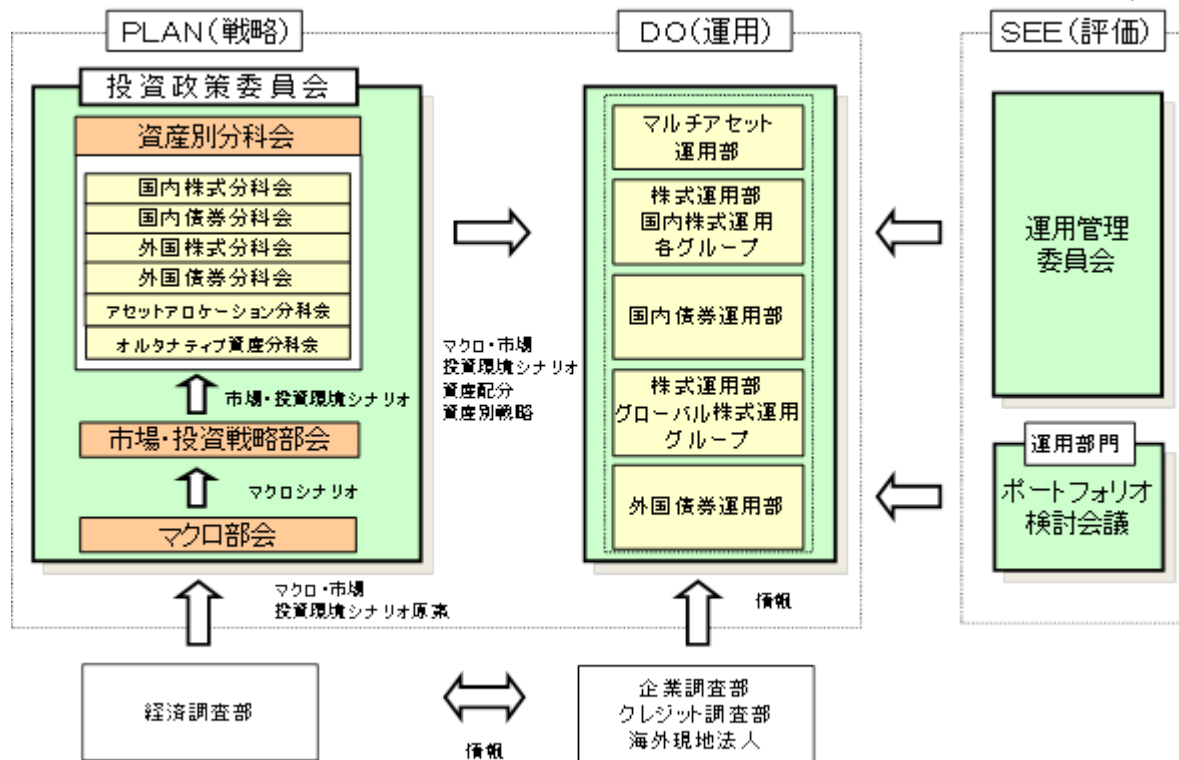 PLAN(戦略)
投資政策委員会
資産別分科会
国内株式分科会
国内債券分科会
外国株式分科会
外国債券分科会
アセットアロケーション分科会
オルタナティブ資産分科会
市場・投資環境シナリオ
市場・投資戦略部会
マクロシナリオ
マクロ部会
マクロ・市場
投資環境シナリオ原案
経済調査部
マクロ・市場
投資環境シナリオ
資産配分
資産別戦略
情報
DO(運用)
マルチアセット
運用部
株式運用部
国内株式運用
各グループ
国内債券運用部
株式運用部
グローバル株式運用
グループ
外国債券運用部
情報
企業調査部
クレジット調査部
海外現地法人
SEE(評価)
運用管理
委員会
運用部門
ポートフォリオ
検討会議